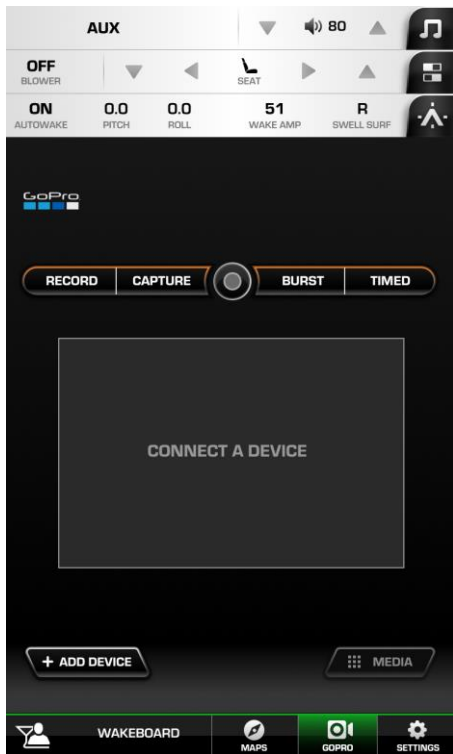 AUX 80
OFF
BLOWER SEAT
ON 0.0 0.0 51 R
AUTOWAKE PITCH ROLL WAKE AMP SWELL SURF
GoPro
RECORD CAPTURE BURST TIMED
CONNECT A DEVICE
+ ADD DEVICE MEDIA
WAKEBOARD MAPS GOPRO SETTINGS